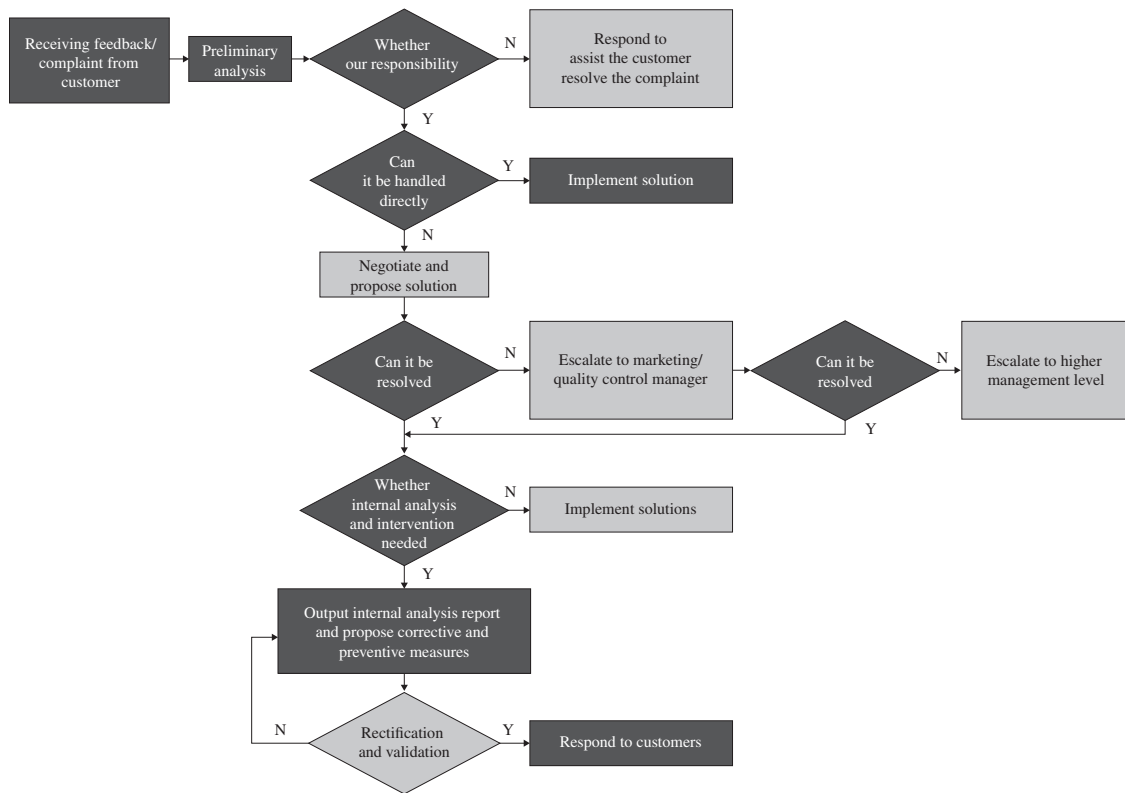 Receiving feedback/
complaint from
customer
Preliminary
analysis
Whether
our responsibility
N
Respond to
assist the customer
resolve the complaint
Y
Can
it be handled
directly
Y
Implement solution
N
Negotiate and
propose solution
Can it be
resolved
N
Escalate to marketing/
quality control manager
Can it be
resolved
N
Escalate to higher
management level
Y
Y
Whether
internal analysis
and intervention
needed
N
Implement solutions
Y
Output internal analysis report
and propose corrective and
preventive measures
N
Rectification
and validation
Y
Respond to customers